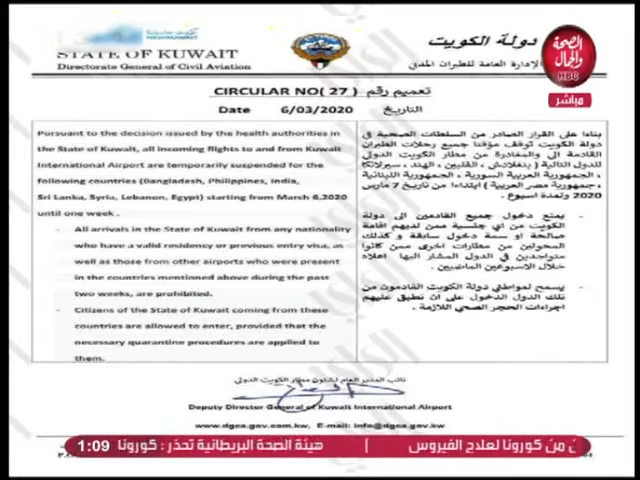 STATE OF KUWAIT
Directorate General of Civil Aviation
دولة الكويت
الإدارة العامة للطيران المدني
الصحة
والجمال
HBC
مباشر
CIRCULAR NO( 27 ) تعميم رقم
Date 6/03/2020 التاريخ
Pursuant to the decision issued by the health authorities in
the State of Kuwait, all incoming flights to and from Kuwait
International Airport are temporarily suspended for the
following countries (Bangladesh, Philippines, India,
Sri Lanka, Syria, Lebanon, Egypt) starting from March 6,2020
until one week .
- All arrivals in the State of Kuwait from any nationality
who have a valid residency or previous entry visa, as
well as those from other airports who were present
in the countries mentioned above during the past
two weeks, are prohibited.
- Citizens of the State of Kuwait coming from these
countries are allowed to enter, provided that the
necessary quarantine procedures are applied to
them.
بناءا على القرار الصادر من السلطات الصحية في
دولة الكويت توقف مؤقتا جميع رحلات الطيران
القادمة الى والمغادرة من مطار الكويت الدولي
للدول التالية ( بنغلادش ، الفلبين ، الهند ، سيرلانكا
، الجمهورية العربية السورية ، الجمهورية اللبنانية
، جمهورية مصر العربية ) ابتداءا من تاريخ 7 مارس
2020 ولمدة اسبوع .
- يمنع دخول جميع القادمون الى دولة
الكويت من اي جنسية ممن لديهم اقامة
صالحة او سمة دخول سابقة و كذلك
المحولين من مطارات اخرى ممن كانوا
متواجدين في الدول المشار اليها اعلاه
خلال الاسبوعين الماضيين .
- يسمح لمواطني دولة الكويت القادمون من
تلك الدول الدخول على ان تطبق عليهم
اجراءات الحجر الصحي اللازمة .
نائب المدير العام لشئون مطار الكويت الدولي
Deputy Director General of Kuwait International Airport
www.dgca.gov.com.kw, E-mail: info@dgca.gov.kw
1:09 هيئة الصحة البريطانية تحذر : كورونا | ن من كورونا لعلاج الفيروس